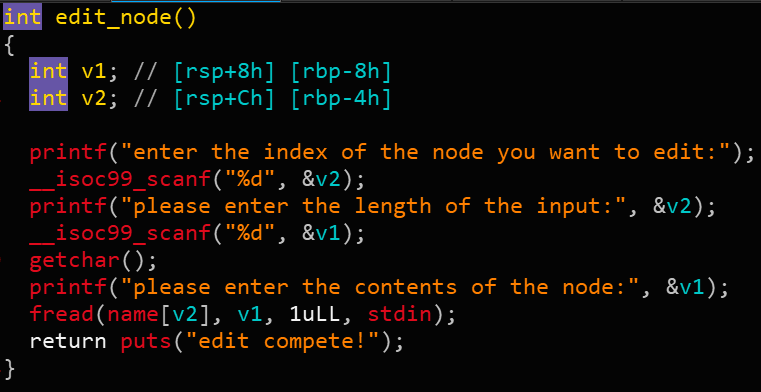 int edit_node()
{
int v1; // [rsp+8h] [rbp-8h]
int v2; // [rsp+Ch] [rbp-4h]
printf("enter the index of the node you want to edit:");
__isoc99_scanf("%d", &v2);
printf("please enter the length of the input:", &v2);
__isoc99_scanf("%d", &v1);
getchar();
printf("please enter the contents of the node:", &v1);
fread(name[v2], v1, 1uLL, stdin);
return puts("edit compete!");
}